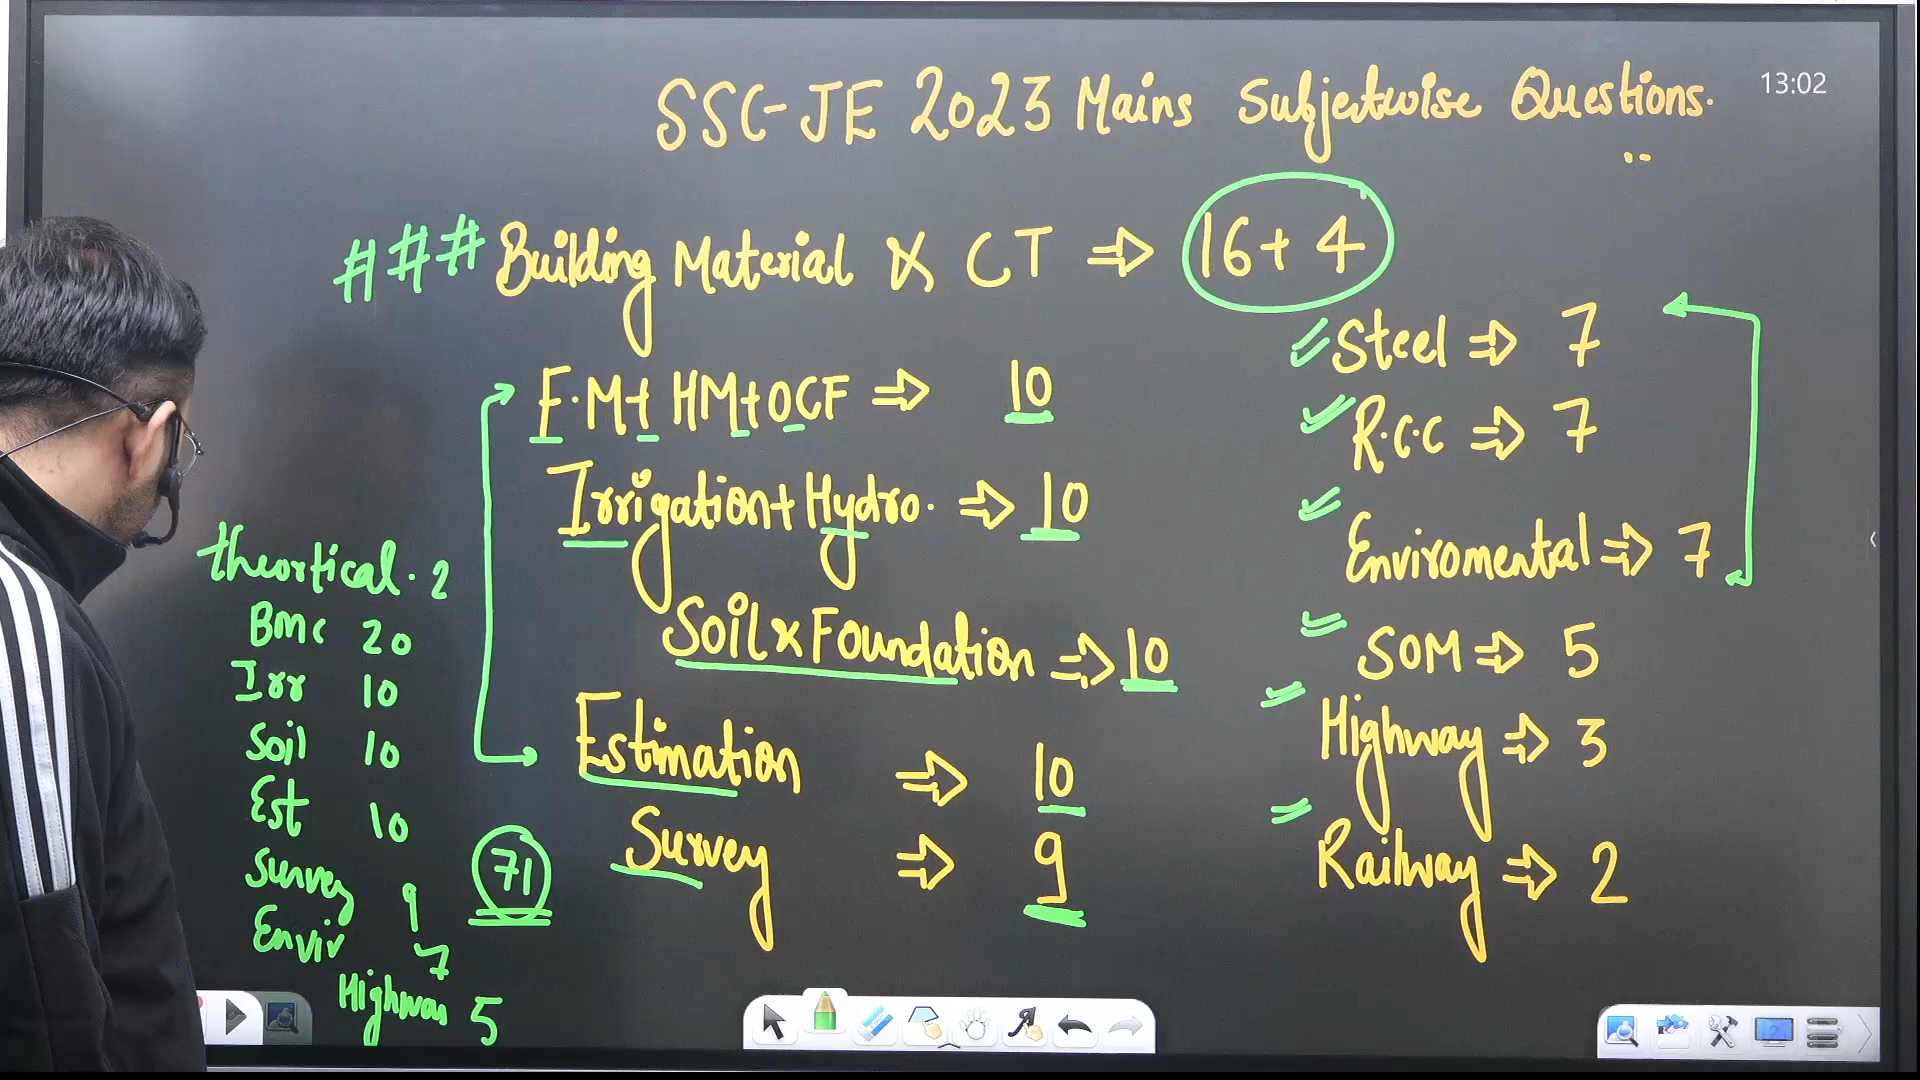 SSC-JE 2023 Mains Subjectwise Questions.
13:02
### Building Material X CT ⇒ 16+4
F.M+ HM+OCF ⇒ 10
Irrigation+Hydro. ⇒ 10
Soil x Foundation ⇒ 10
Estimation ⇒ 10
Survey ⇒ 9
Steel ⇒ 7
R.C.C ⇒ 7
Enviromental ⇒ 7
SOM ⇒ 5
Highway ⇒ 3
Railway ⇒ 2
theortical. 2
BMC 20
Irr 10
Soil 10
Est 10
Survey 9
Envir 7
Highwas 5
71